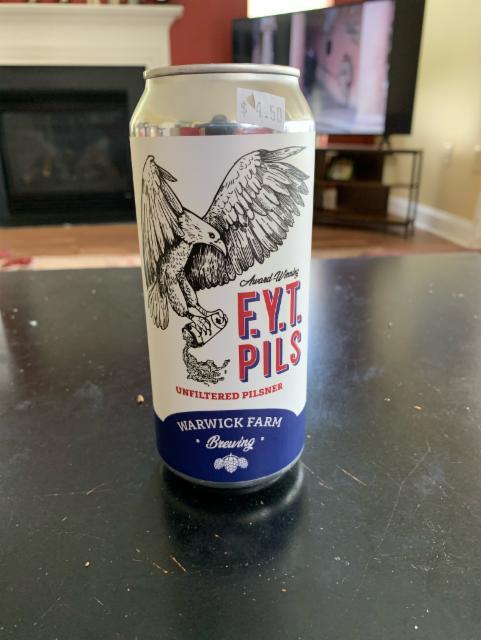 $4.50
Award-Winning
F.Y.T.
PILS
UNFILTERED PILSNER
WARWICK FARM
• Brewing •